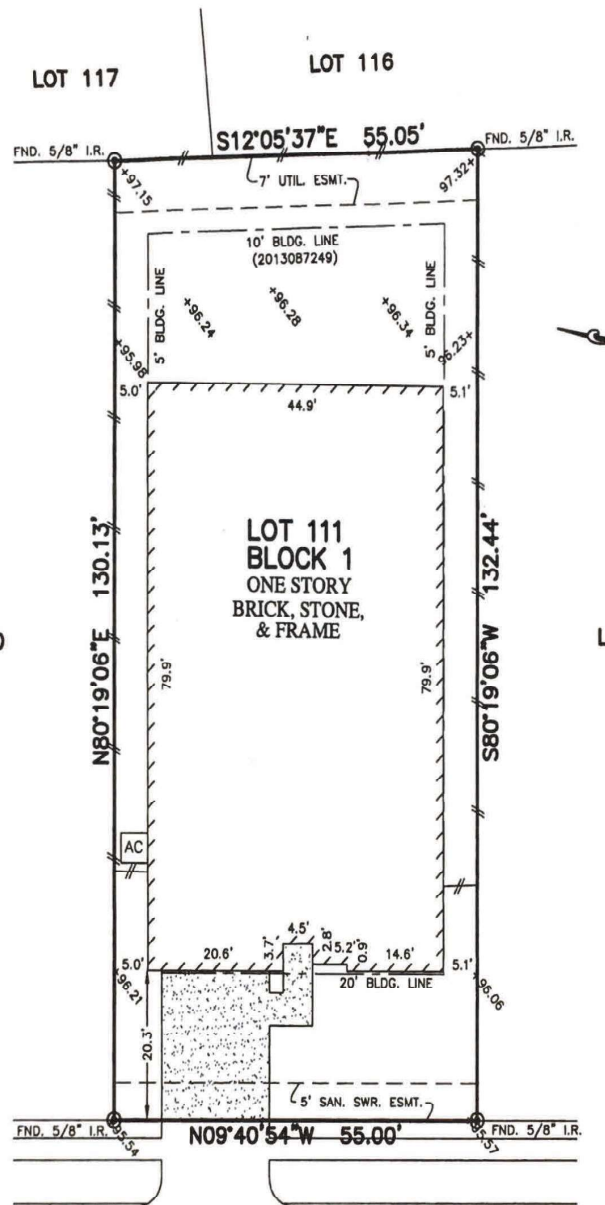 LOT 117
LOT 116
FND. 5/8" I.R.
S12°05'37"E 55.05'
FND. 5/8" I.R.
+97.15
7' UTIL. ESMT.
97.32+
10' BLDG. LINE
(2013087249)
5' BLDG. LINE
+96.24
+96.28
+96.34
5' BLDG. LINE
+95.98
96.23+
5.0'
44.9'
5.1'
LOT 111
BLOCK 1
ONE STORY
BRICK, STONE,
& FRAME
N80°19'06"E 130.13'
79.9'
79.9'
S80°19'06"W 132.44'
AC
4.5'
5.0'
20.6'
3.7'
2.8'
5.2'
0.9'
14.6'
5.1'
20' BLDG. LINE
+96.21
+96.06
20.3'
5' SAN. SWR. ESMT.
FND. 5/8" I.R.
N09°40'54"W 55.00'
FND. 5/8" I.R.